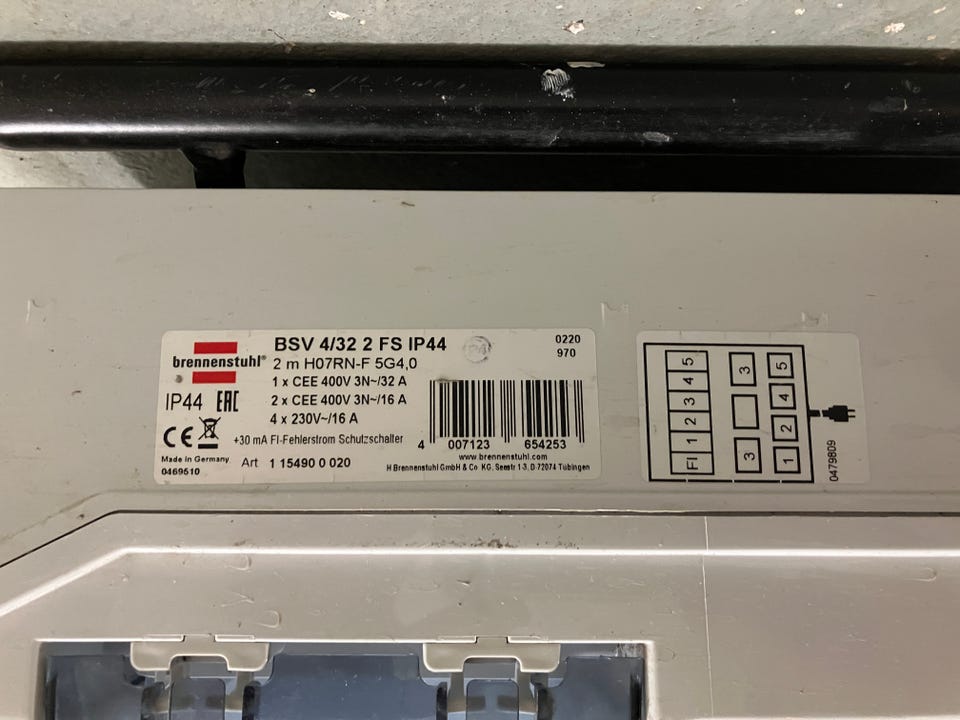 brennenstuhl®
BSV 4/32 2 FS IP44
2 m H07RN-F 5G4,0
1 x CEE 400V 3N~/32 A
2 x CEE 400V 3N~/16 A
4 x 230V~/16 A
+30 mA FI-Fehlerstrom Schutzschalter
Art 1 15490 0 020
IP44 EAC
CE
Made in Germany
0469510
0220
970
4 007123 654253
www.brennenstuhl.com
H Brennenstuhl GmbH & Co KG, Seestr 1-3, D-72074 Tübingen
FI 1 2 3 4 5
3 3
1 2 4 5
0479809